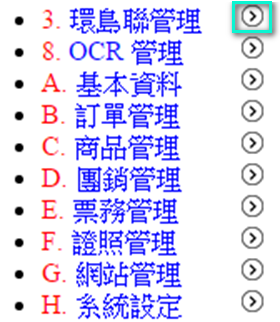 3. 環島聯管理
8. OCR 管理
A. 基本資料
B. 訂單管理
C. 商品管理
D. 團銷管理
E. 票務管理
F. 證照管理
G. 網站管理
H. 系統設定